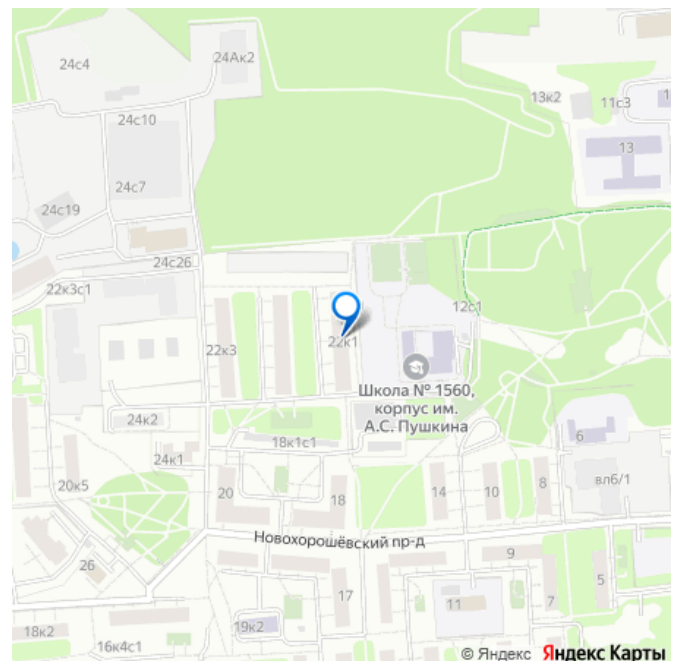 24с4
24Ак2
13к2
11с3
1
24с10
13
24с7
24с19
24с26
22к3с1
12с1
22к3
22к1
Школа № 1560,
корпус им.
А.С. Пушкина
24к2
18к1с1
6
24к1
вл6/1
20к5
20
18
14
10
8
Новохорошёвский пр-д
26
9
5
17
11
7
19к2
18к2
16к4с1
© Яндекс Яндекс Карты